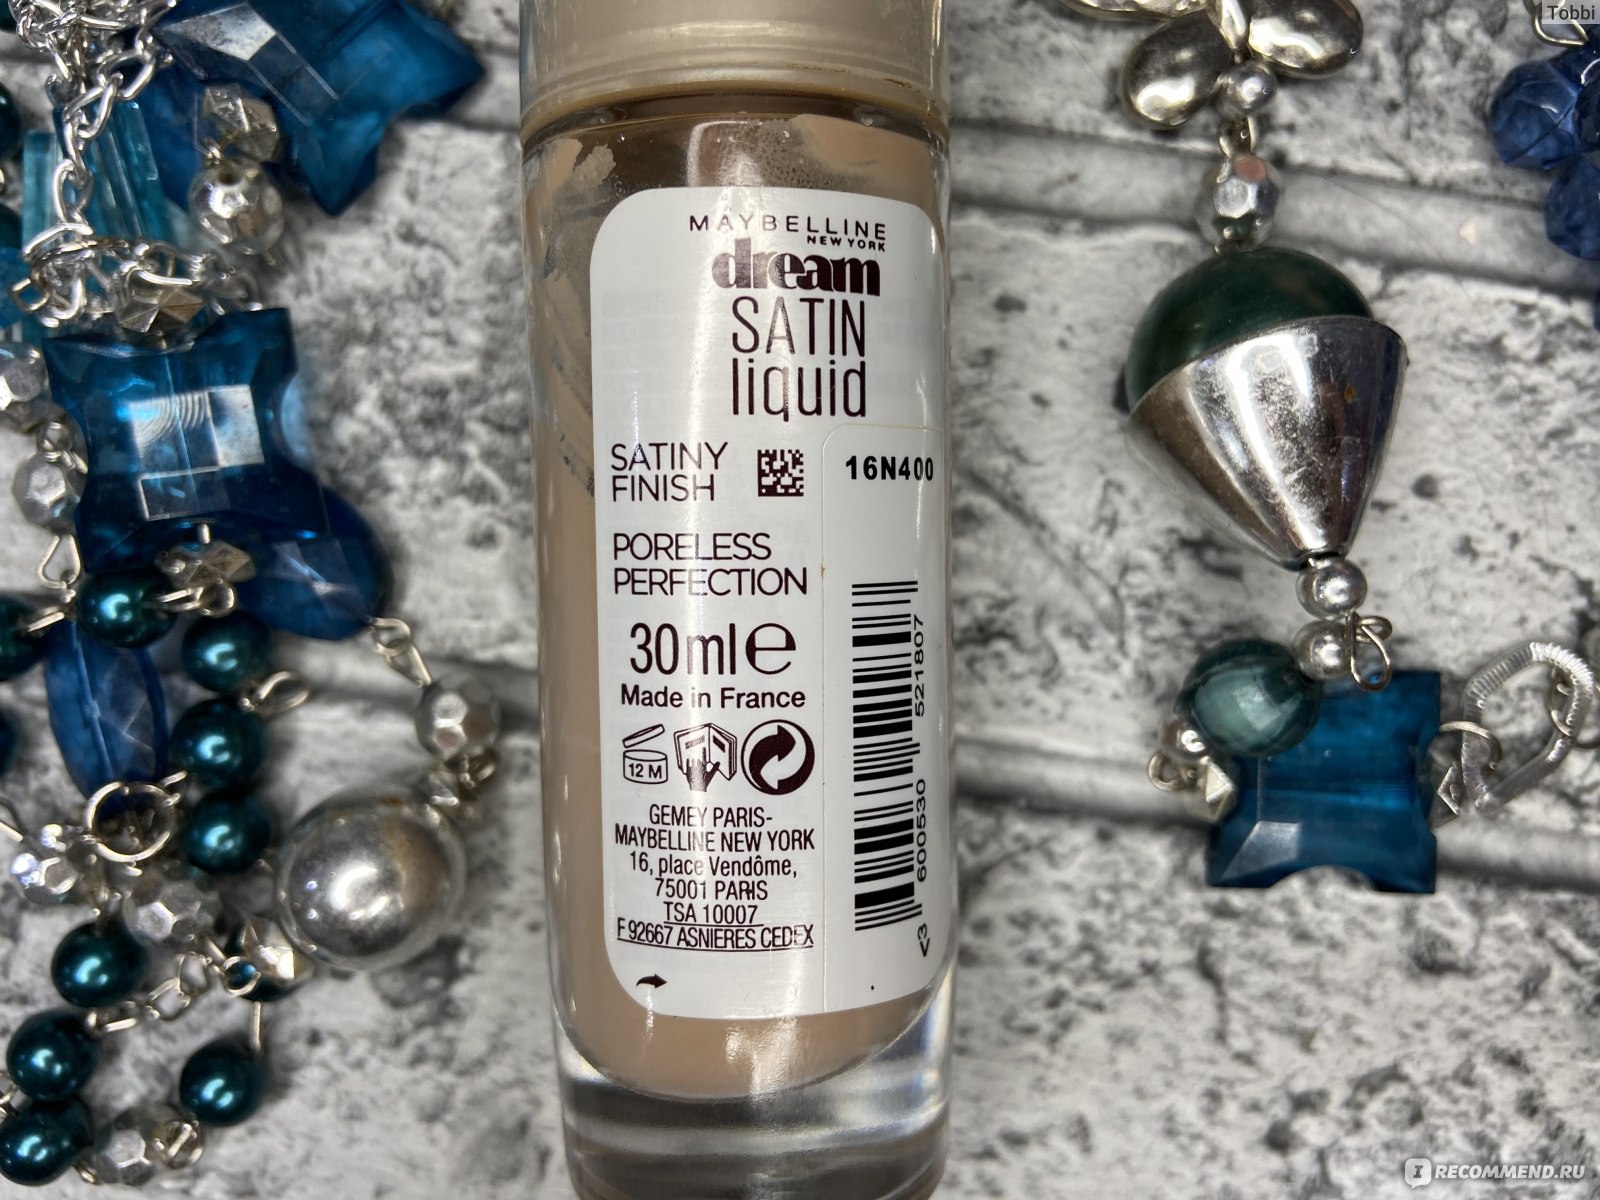 Tobbi
MAYBELLINE
NEW YORK
dream
SATIN
liquid
SATINY
FINISH
16N400
PORELESS
PERFECTION
30ml e
Made in France
12 M
GEMEY PARIS-
MAYBELLINE NEW YORK
16, place Vendôme,
75001 PARIS
TSA 10007
F 92667 ASNIERES CEDEX
<3 600530 521807
IRECOMMEND.RU